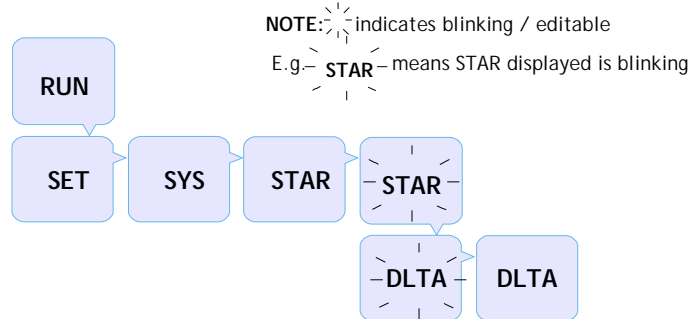 NOTE: indicates blinking / editable
E.g. STAR means STAR displayed is blinking
RUN
SET SYS STAR STAR
DLTA DLTA